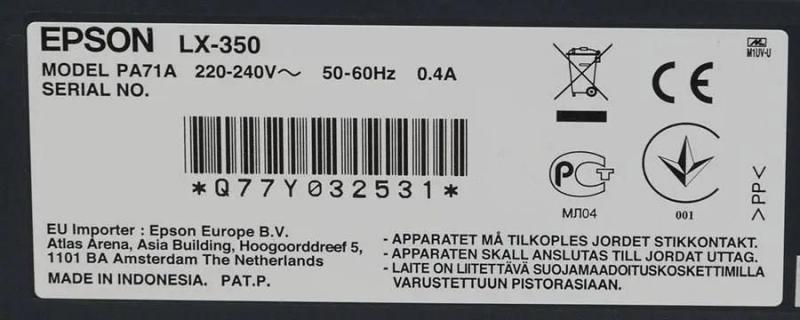 EPSON LX-350
MODEL PA71A 220-240V~ 50-60Hz 0.4A
SERIAL NO.
*Q77Y032531*
EU Importer : Epson Europe B.V.
Atlas Arena, Asia Building, Hoogoorddreef 5,
1101 BA Amsterdam The Netherlands
MADE IN INDONESIA. PAT.P.
CE
M1UV-U
РСТ
МЛ04
001
>PP<
- APPARATET MÅ TILKOPLES JORDET STIKKONTAKT.
- APPARATEN SKALL ANSLUTAS TILL JORDAT UTTAG.
- LAITE ON LIITETTÄVÄ SUOJAMAADOITUSKOSKETTIMILLA
VARUSTETTUUN PISTORASIAAN.